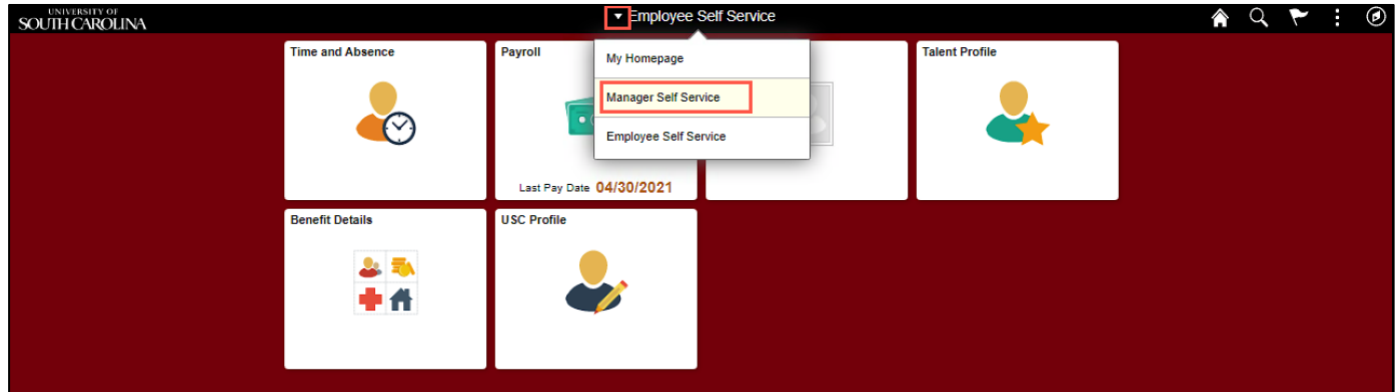 UNIVERSITY OF
SOUTH CAROLINA
Employee Self Service
My Homepage
Manager Self Service
Employee Self Service
Time and Absence
Payroll
Last Pay Date 04/30/2021
Talent Profile
Benefit Details
USC Profile